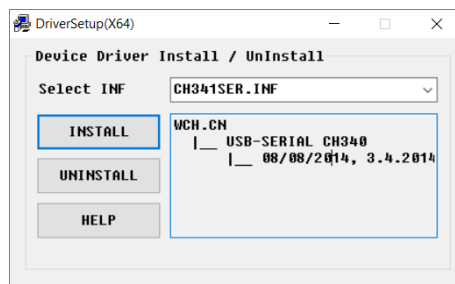 DriverSetup(X64)
Device Driver Install / UnInstall
Select INF
CH341SER.INF
INSTALL
UNINSTALL
HELP
WCH.CN
|__ USB-SERIAL CH340
|__ 08/08/2014, 3.4.2014